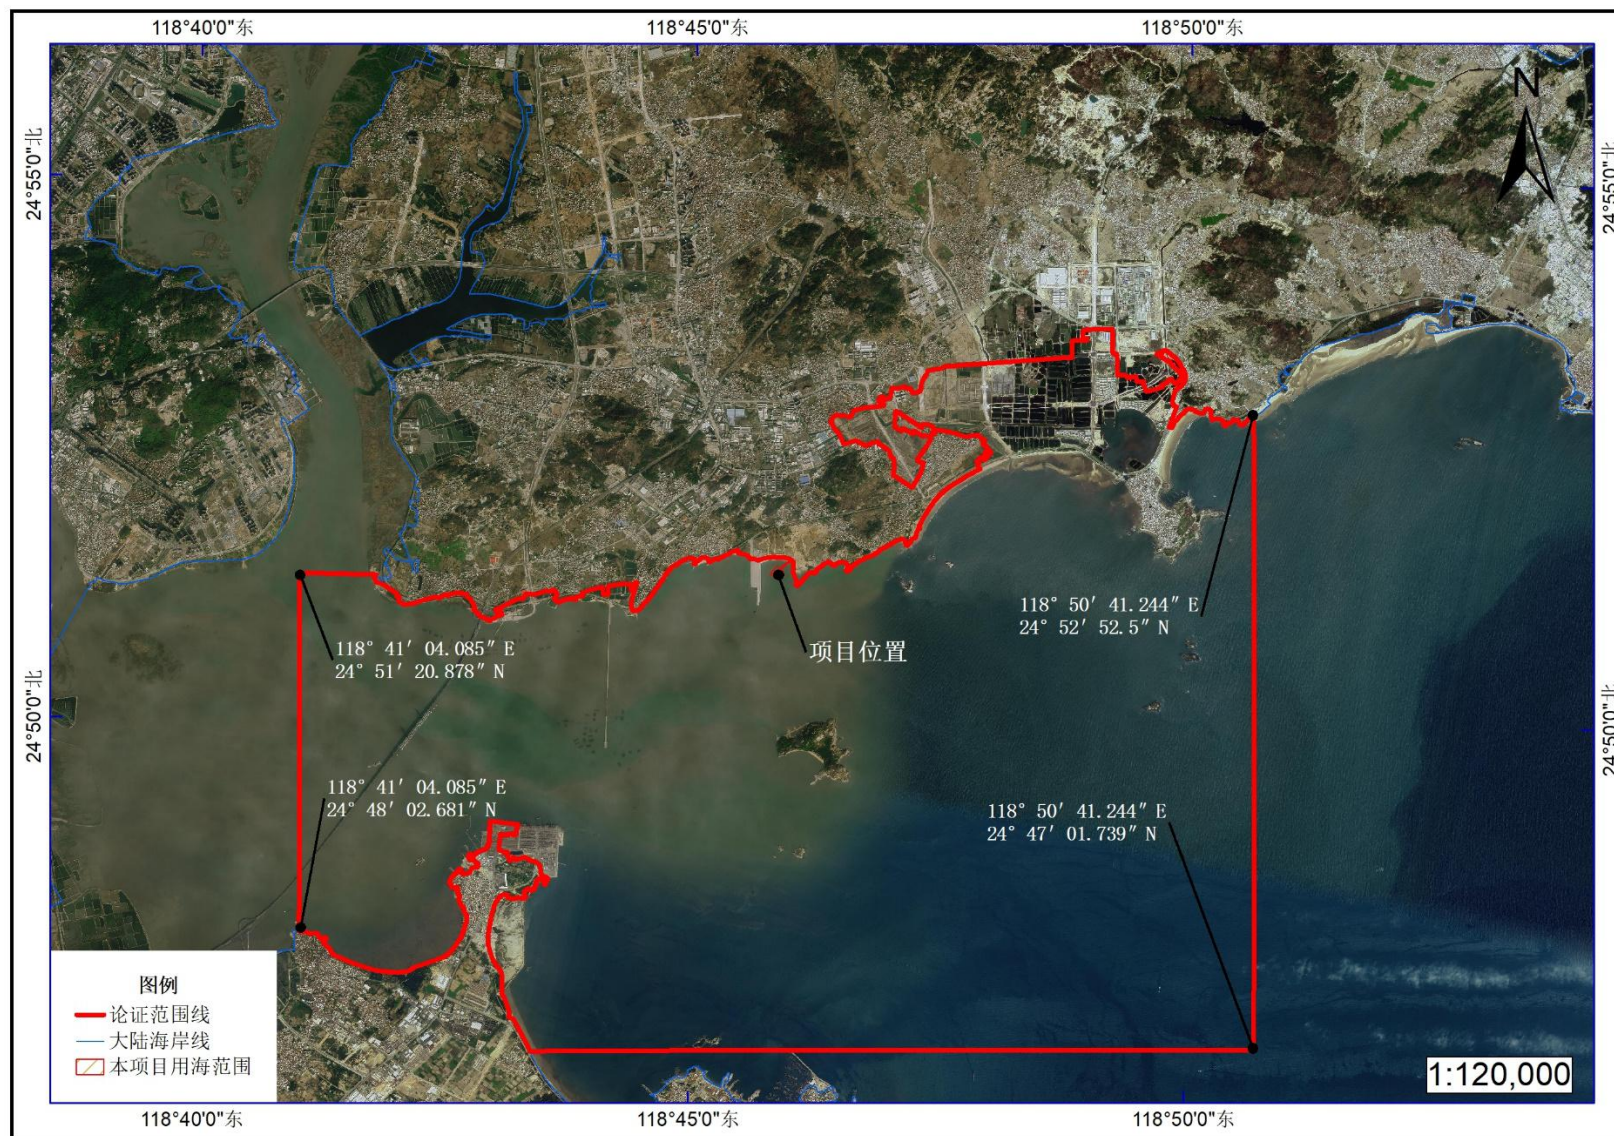 118°40'0"东
118°45'0"东
118°50'0"东
N
24°55'0"北
24°55'0"北
118° 50′ 41.244″ E
24° 52′ 52.5″ N
118° 41′ 04.085″ E
24° 51′ 20.878″ N
项目位置
24°50'0"北
24°50'0"北
118° 41′ 04.085″ E
24° 48′ 02.681″ N
118° 50′ 41.244″ E
24° 47′ 01.739″ N
图例
论证范围线
大陆海岸线
本项目用海范围
1:120,000
118°40'0"东
118°45'0"东
118°50'0"东